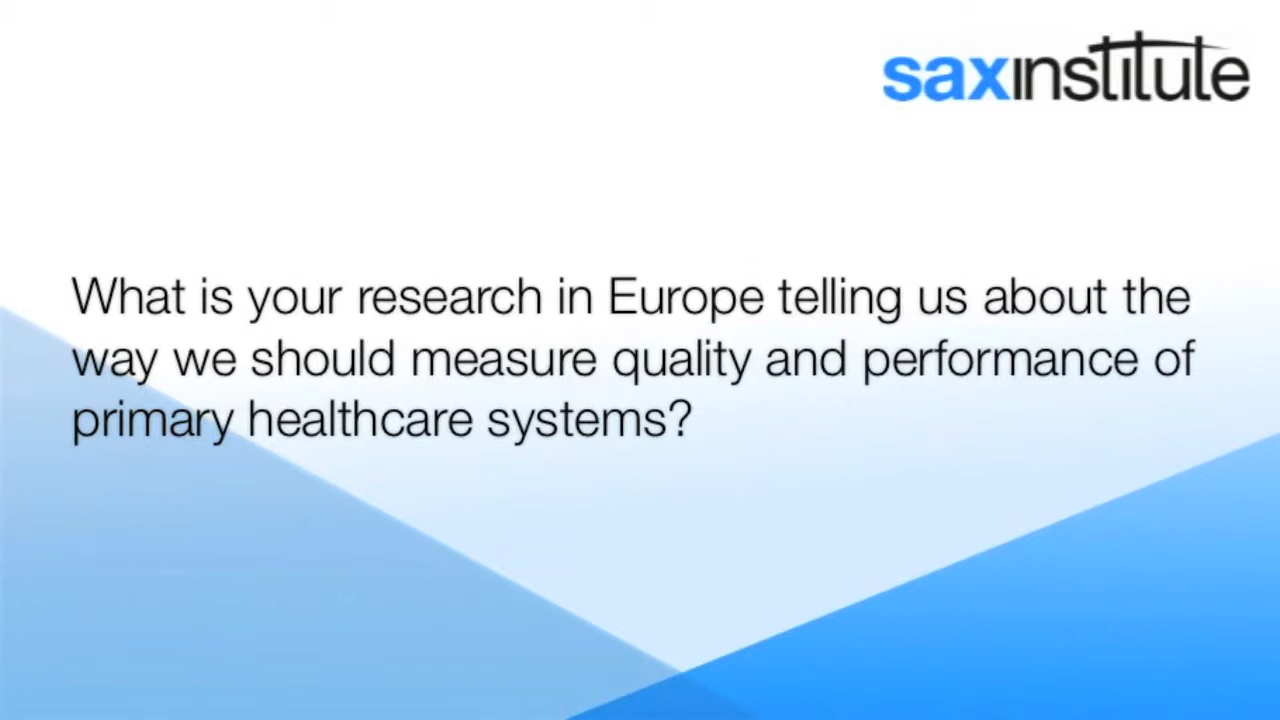 saxinstitute
What is your research in Europe telling us about the
way we should measure quality and performance of
primary healthcare systems?